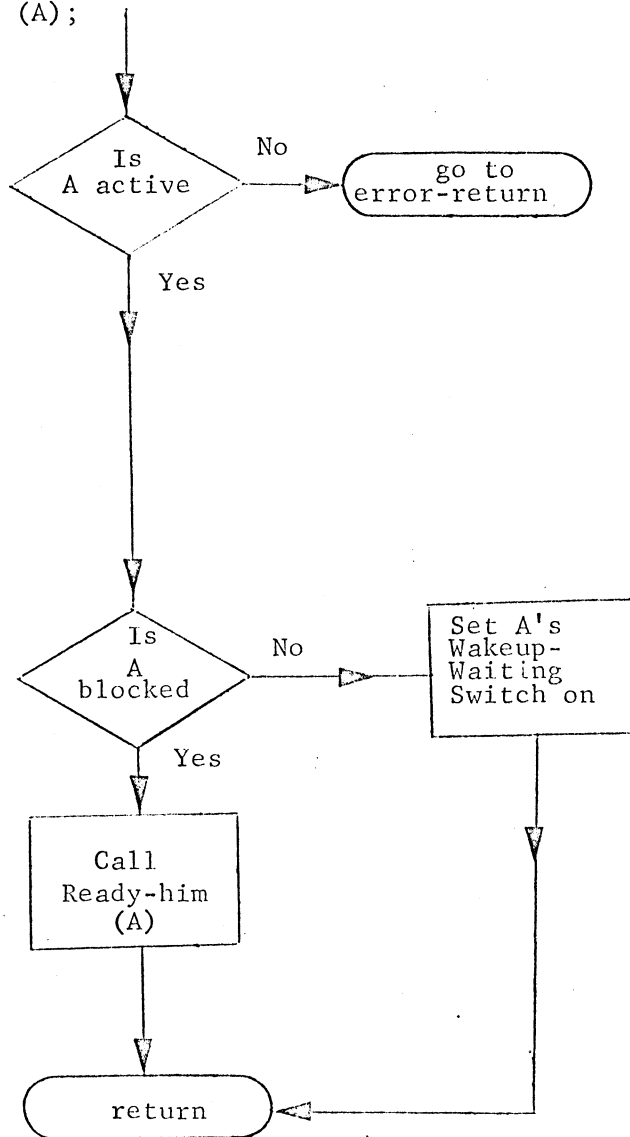 (A);
Is
A active
No
go to
error-return
Yes
Is
A
blocked
No
Set A's
Wakeup-
Waiting
Switch on
Yes
Call
Ready-him
(A)
return